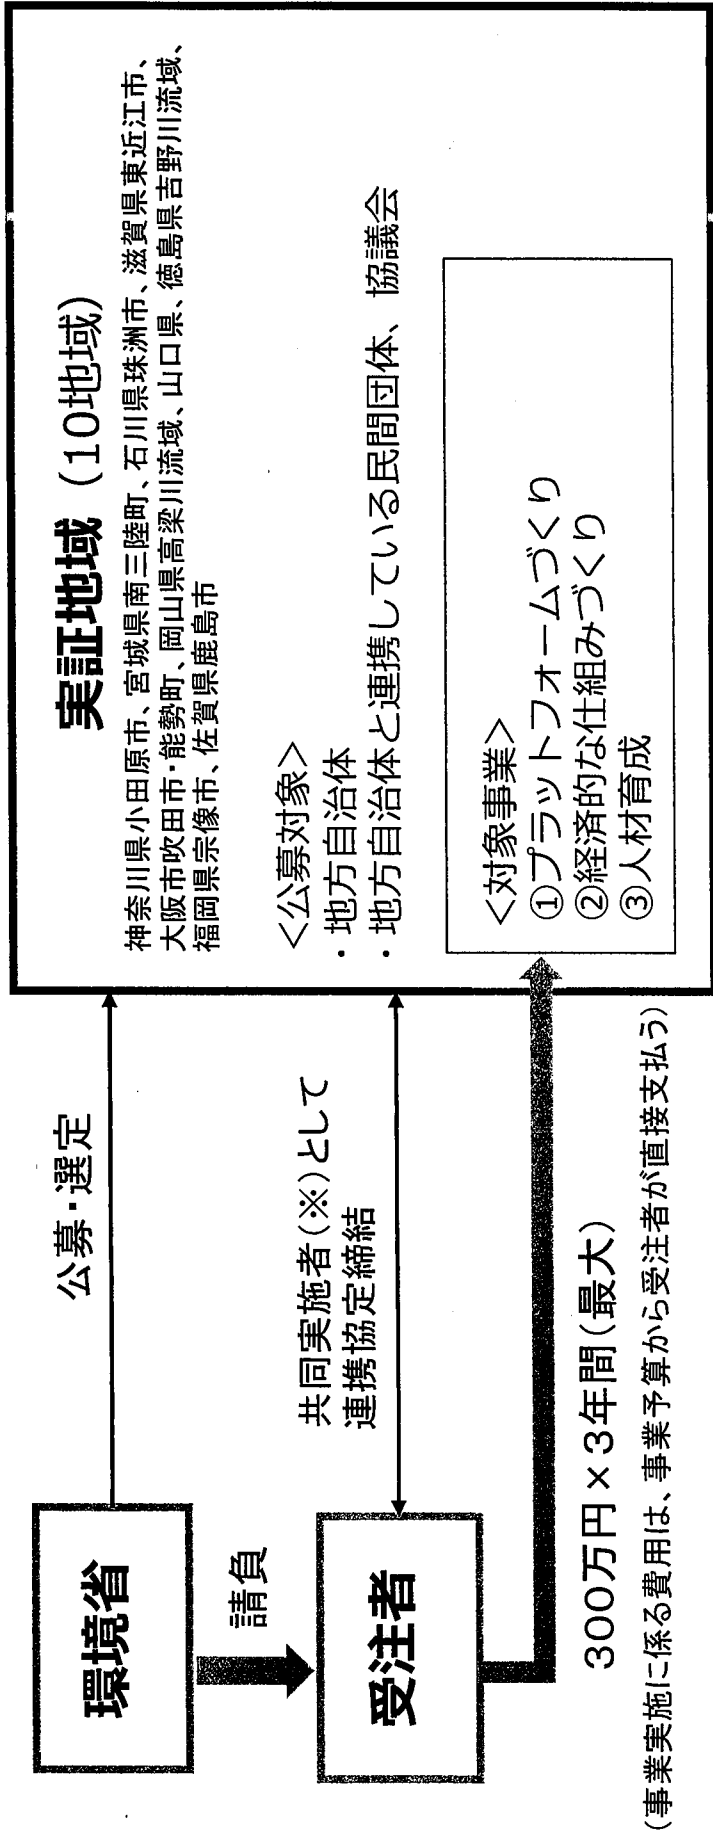 環境省
請負
受注者
公募・選定
共同実施者(※)として
連携協定締結
300万円×3年間(最大)
(事業実施に係る費用は、事業予算から受注者が直接支払う)
実証地域(10地域)
神奈川県小田原市、宮城県南三陸町、石川県珠洲市、滋賀県東近江市、
大阪市吹田市・能勢町、岡山県高梁川流域、山口県、徳島県吉野川流域、
福岡県宗像市、佐賀県鹿島市
＜公募対象＞
・地方自治体
・地方自治体と連携している民間団体、協議会
＜対象事業＞
①プラットフォームづくり
②経済的な仕組みづくり
③人材育成